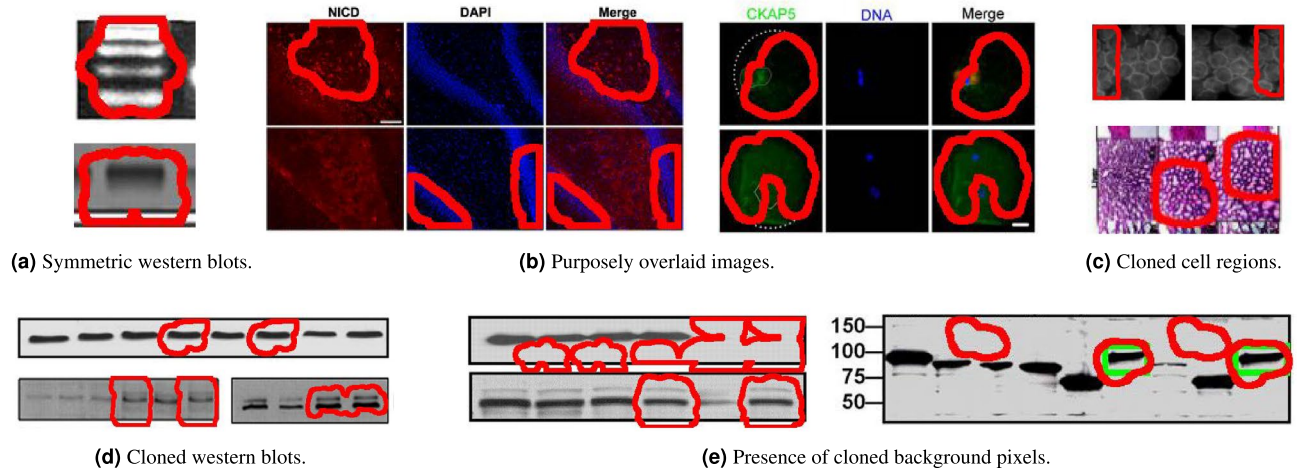 NICD DAPI Merge
CKAP5 DNA Merge
Liver
(a) Symmetric western blots.
(b) Purposely overlaid images.
(c) Cloned cell regions.
150
100
75
50
(d) Cloned western blots.
(e) Presence of cloned background pixels.